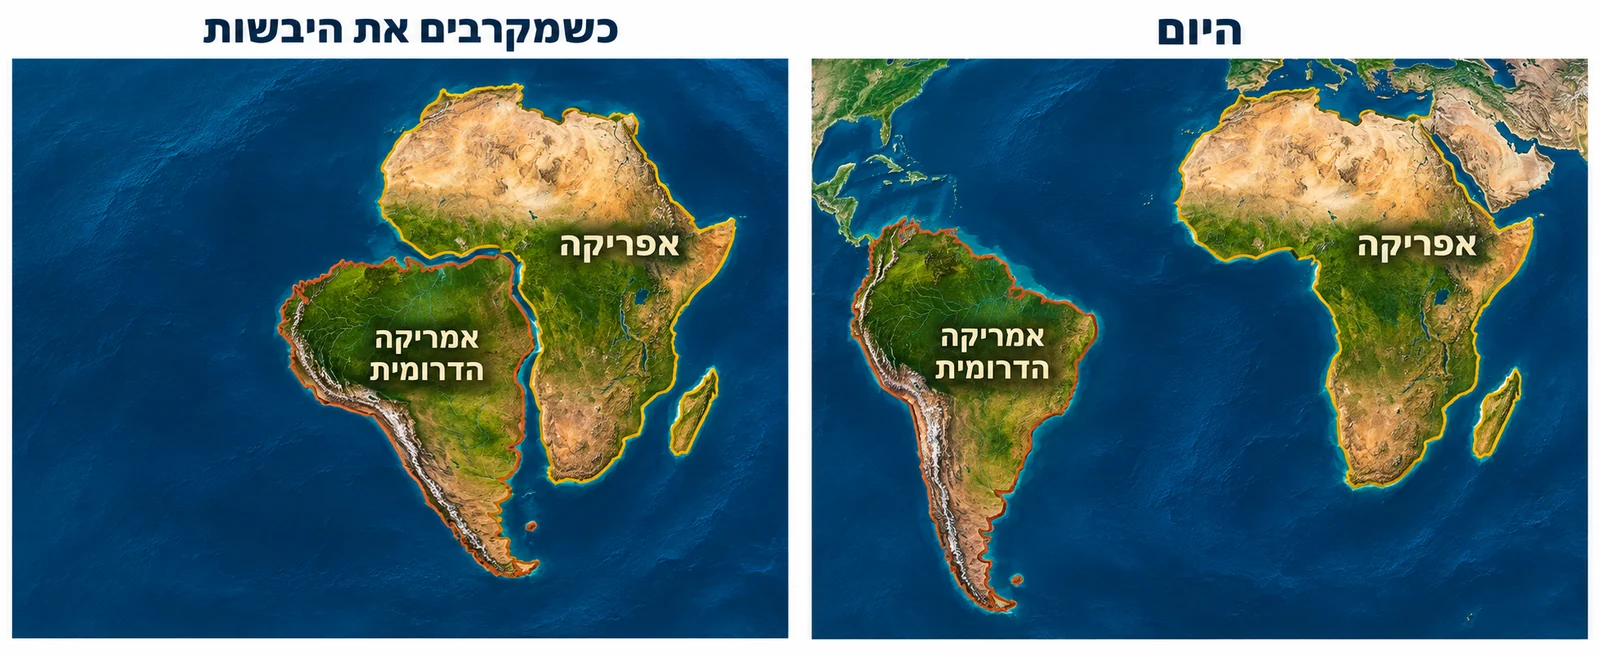 היום
כשמקרבים את היבשות
אפריקה
אמריקה
הדרומית
אפריקה
אמריקה
הדרומית